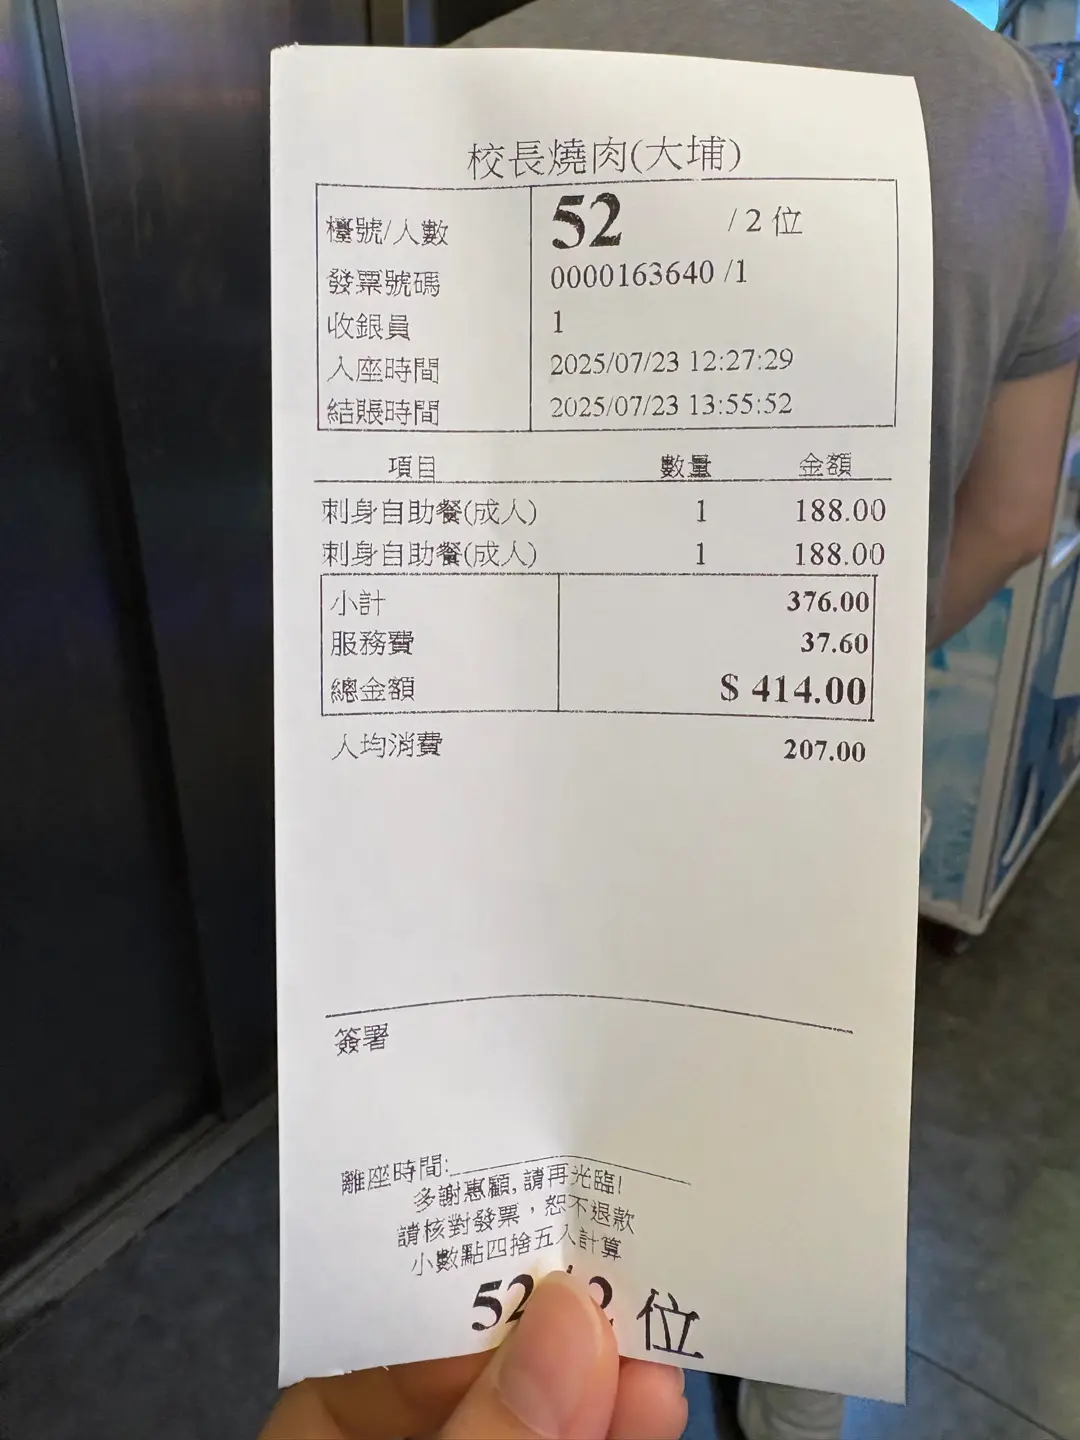 校長燒肉(大埔)
檯號/人數 52 /2 位
發票號碼 0000163640 /1
收銀員 1
入座時間 2025/07/23 12:27:29
結賬時間 2025/07/23 13:55:52
項目 數量 金額
刺身自助餐(成人) 1 188.00
刺身自助餐(成人) 1 188.00
小計 376.00
服務費 37.60
總金額 $ 414.00
人均消費 207.00
簽署
離座時間:
多謝惠顧,請再光臨!
請核對發票，恕不退款
小數點四捨五入計算
52 2 位